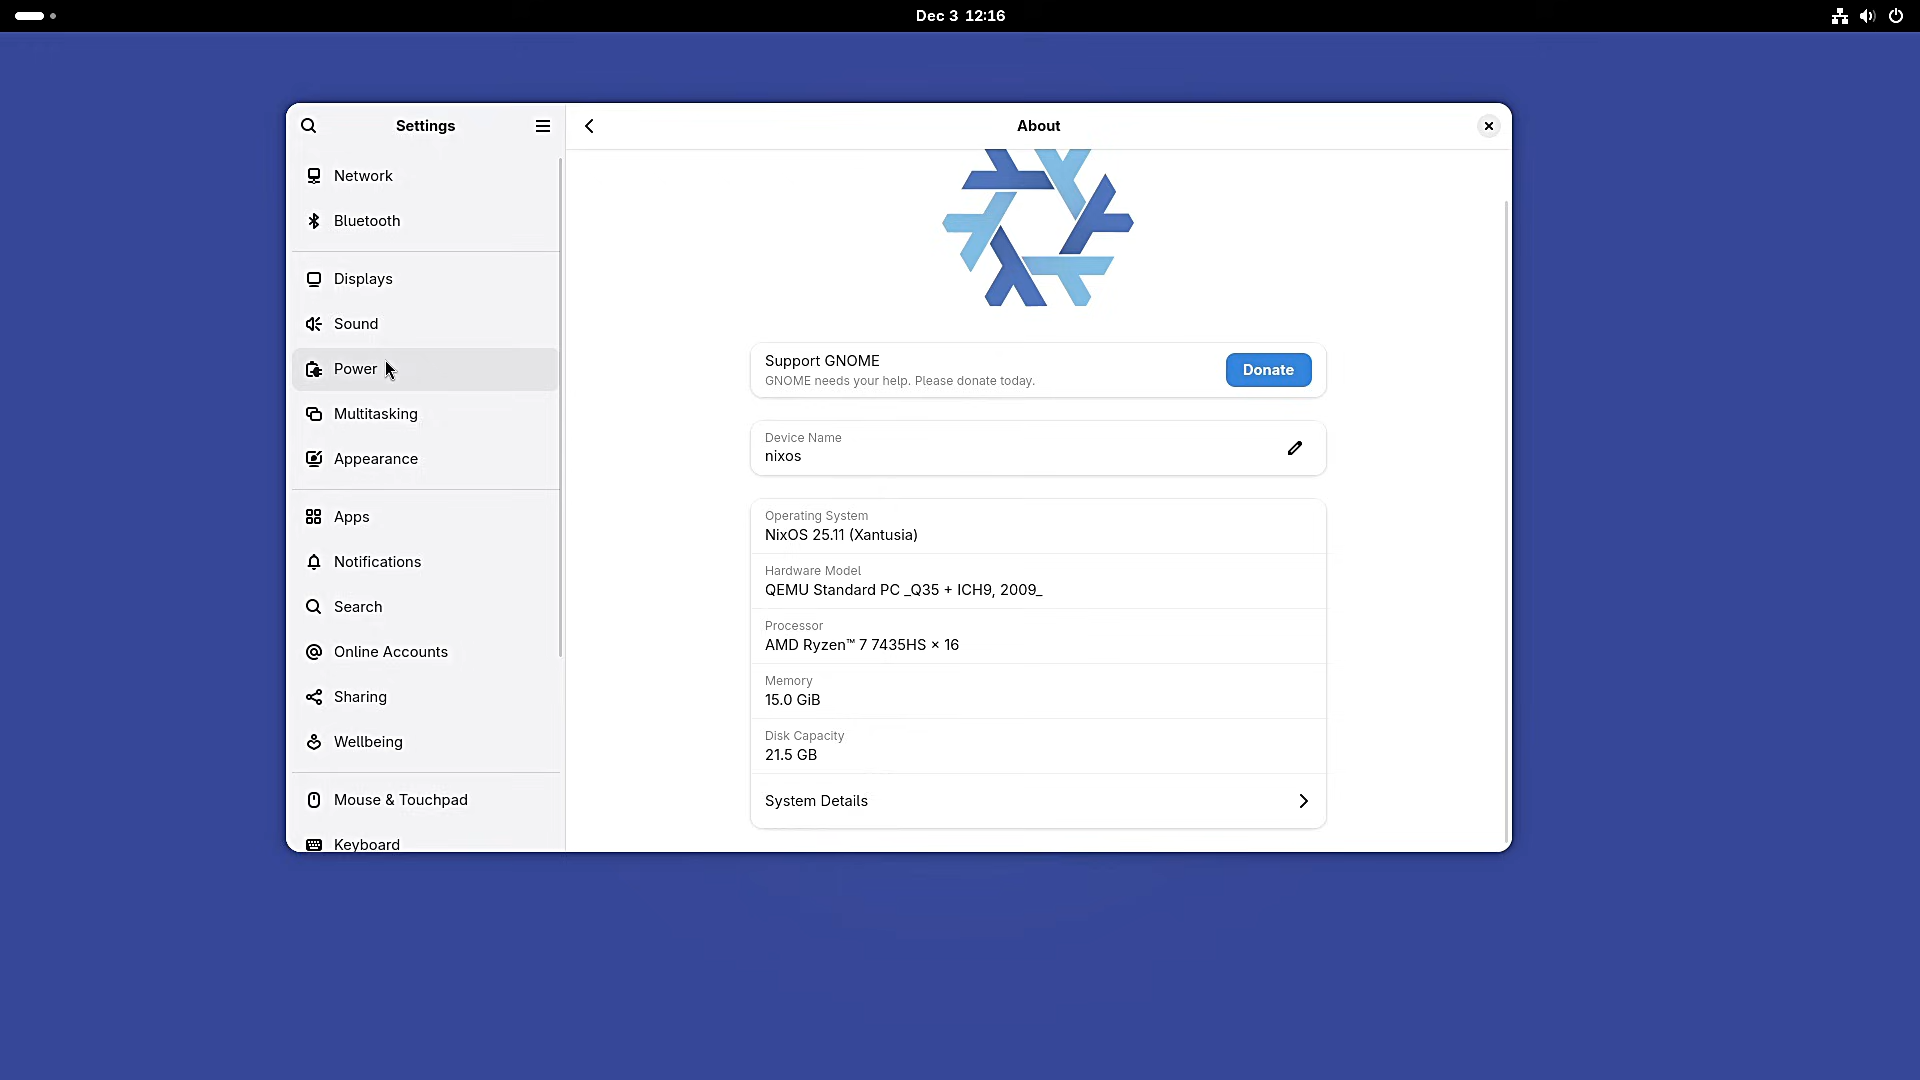 Dec 3 12:16
Settings
About
Network
Bluetooth
Displays
Sound
Power
Multitasking
Appearance
Apps
Notifications
Search
Online Accounts
Sharing
Wellbeing
Mouse & Touchpad
Keyboard
Support GNOME
GNOME needs your help. Please donate today.
Donate
Device Name
nixos
Operating System
NixOS 25.11 (Xantusia)
Hardware Model
QEMU Standard PC _Q35 + ICH9, 2009_
Processor
AMD Ryzen™ 7 7435HS × 16
Memory
15.0 GiB
Disk Capacity
21.5 GB
System Details